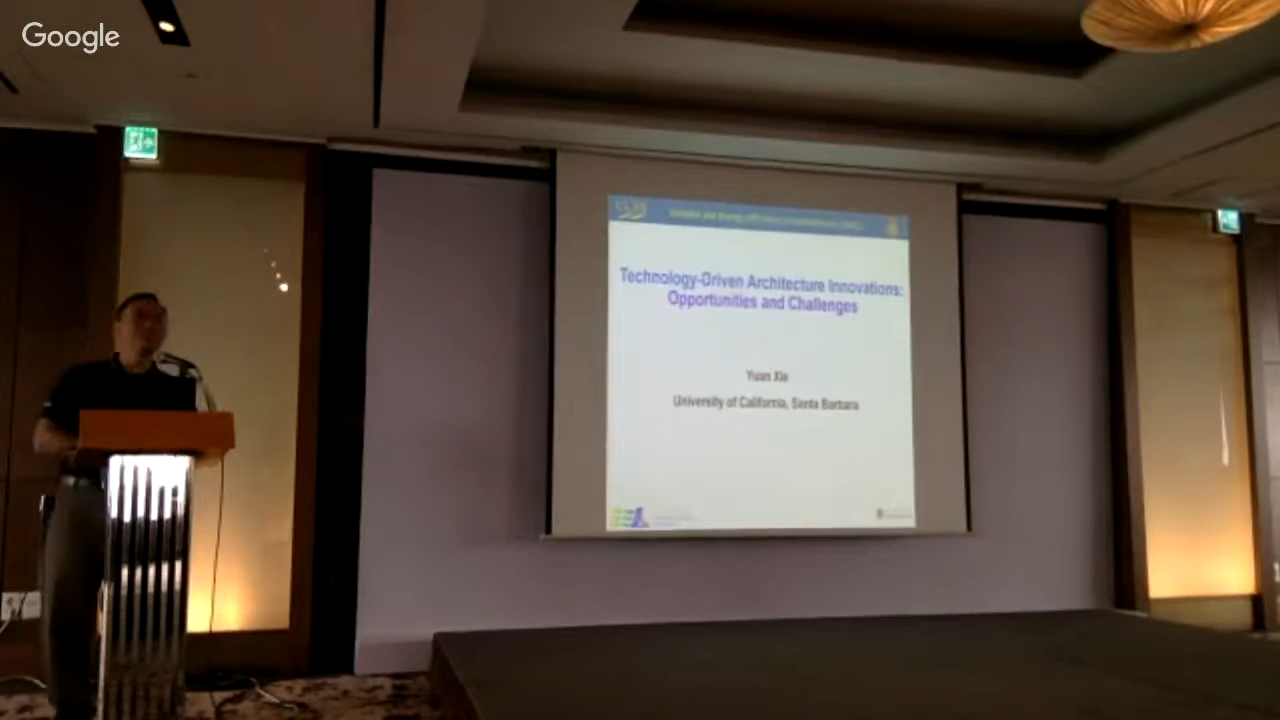 Google
Technology-Driven Architecture Innovations:
Opportunities and Challenges
Yuan Xie
University of California, Santa Barbara